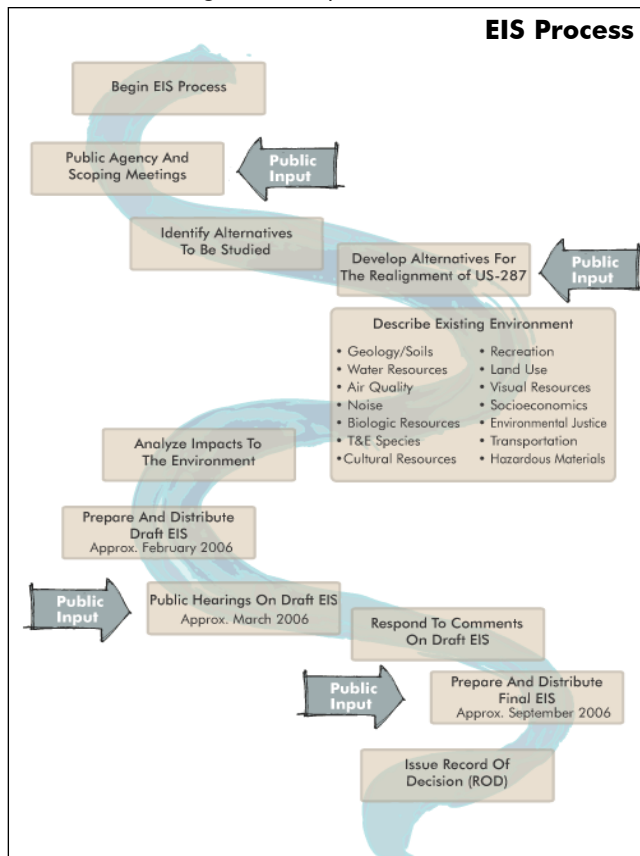 EIS Process
Begin EIS Process
Public Agency And
Scoping Meetings
Public
Input
Identify Alternatives
To Be Studied
Develop Alternatives For
The Realignment of US-287
Public
Input
Describe Existing Environment
• Geology/Soils
• Water Resources
• Air Quality
• Noise
• Biologic Resources
• T&E Species
• Cultural Resources
• Recreation
• Land Use
• Visual Resources
• Socioeconomics
• Environmental Justice
• Transportation
• Hazardous Materials
Analyze Impacts To
The Environment
Prepare And Distribute
Draft EIS
Approx. February 2006
Public
Input
Public Hearings On Draft EIS
Approx. March 2006
Respond To Comments
On Draft EIS
Public
Input
Prepare And Distribute
Final EIS
Approx. September 2006
Issue Record Of
Decision (ROD)